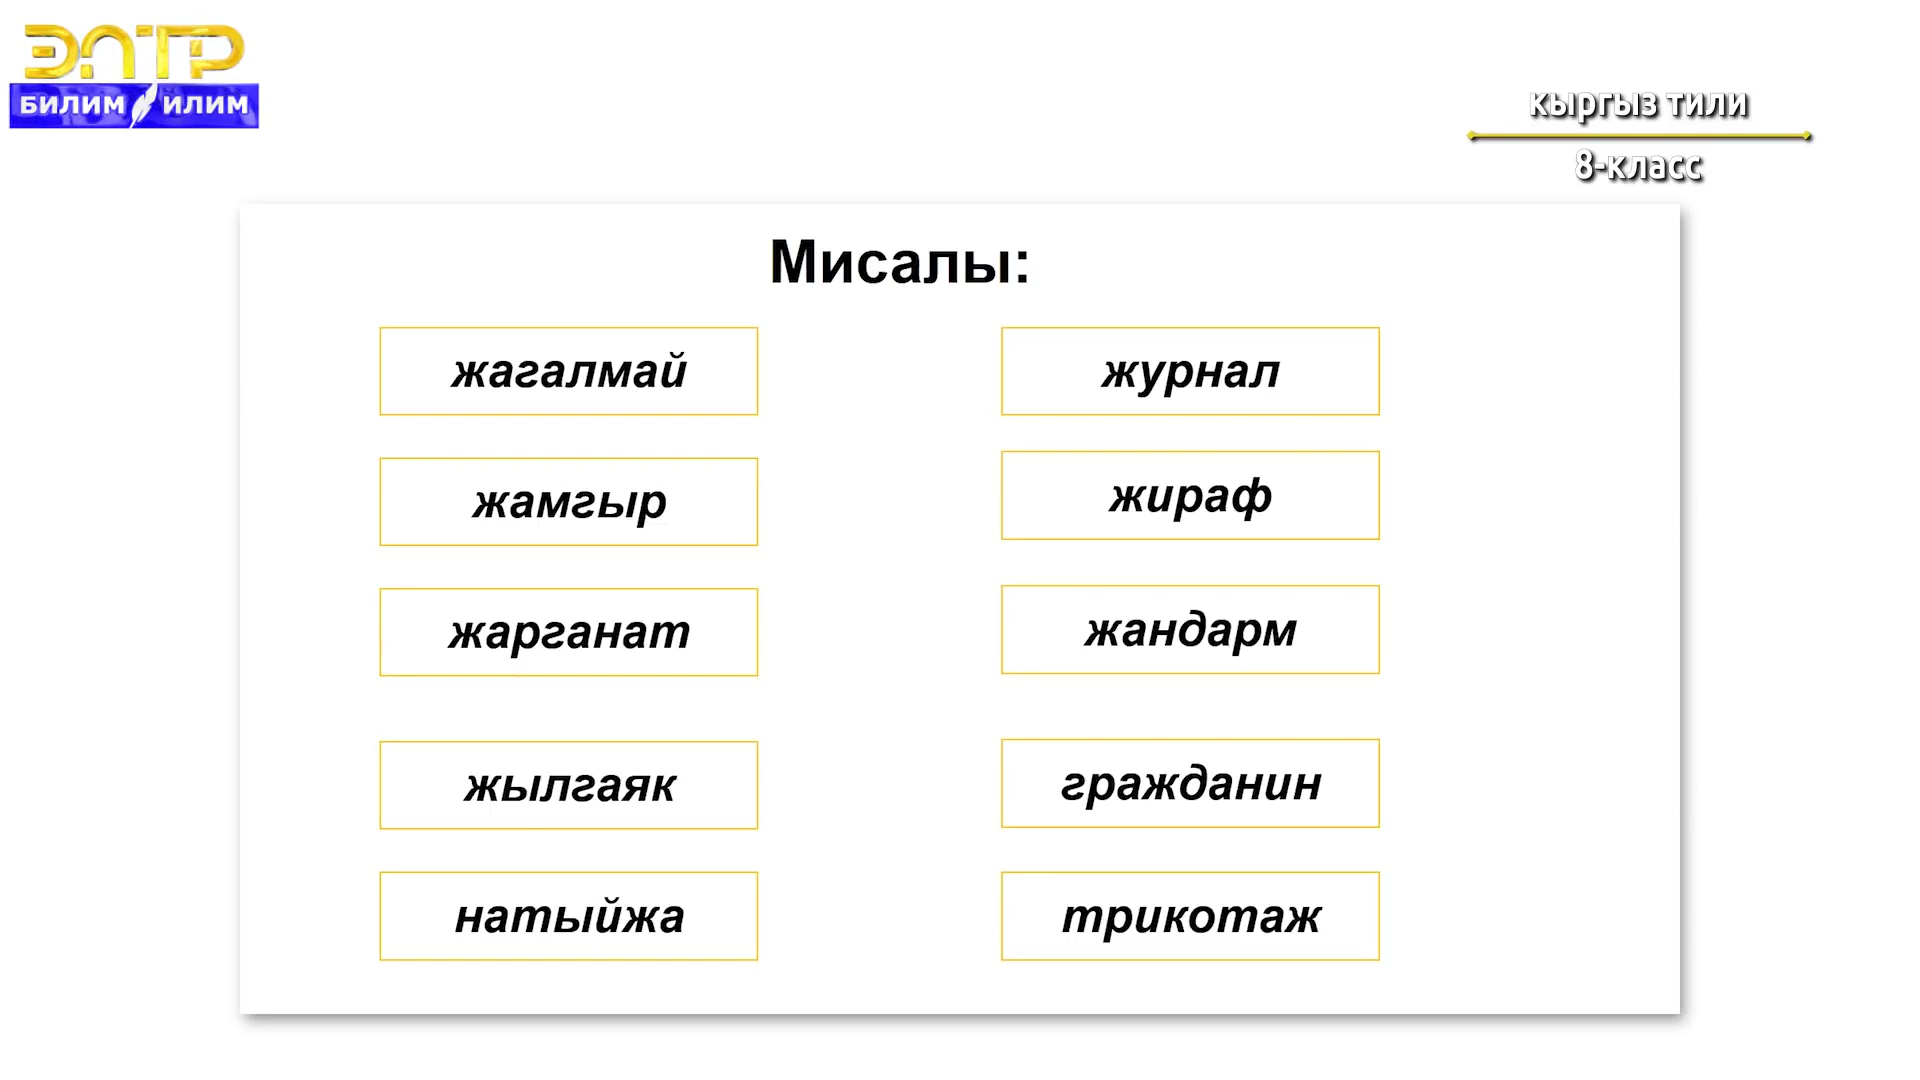 ЭЛТР
БИЛИМ ИЛИМ
кыргыз тили
8-класс
Мисалы:
жагалмай
журнал
жамгыр
жираф
жарганат
жандарм
жылгаяк
гражданин
натыйжа
трикотаж